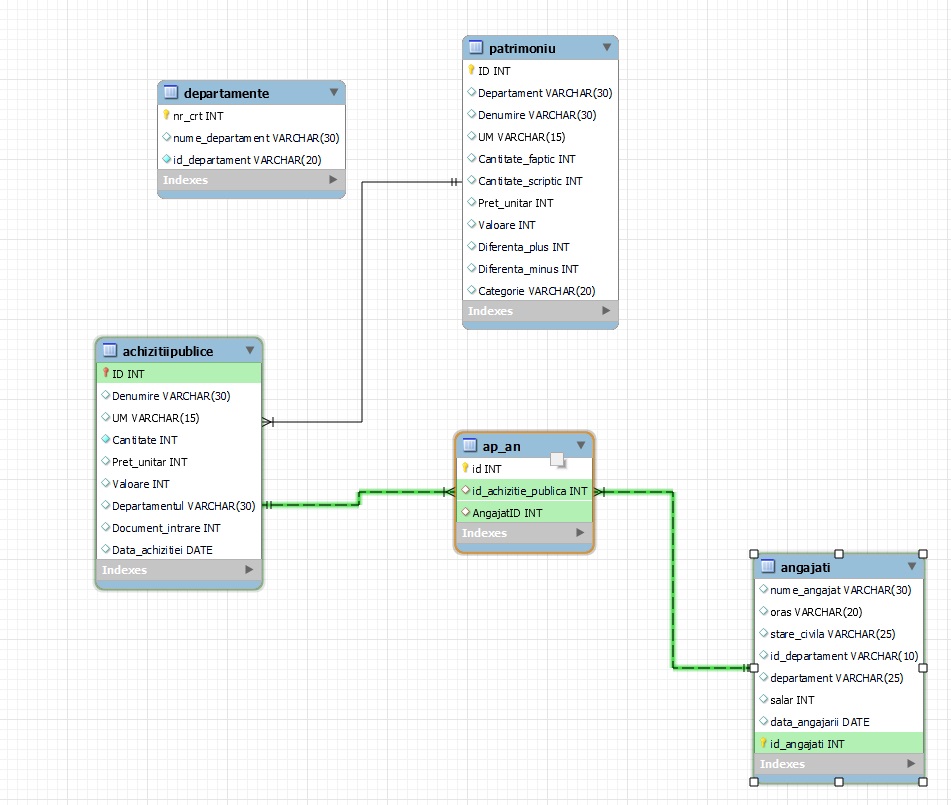 patrimoniu
ID INT
Departament VARCHAR(30)
Denumire VARCHAR(30)
UM VARCHAR(15)
Cantitate_faptic INT
Cantitate_scriptic INT
Pret_unitar INT
Valoare INT
Diferenta_plus INT
Diferenta_minus INT
Categorie VARCHAR(20)
Indexes
departamente
nr_crt INT
nume_departament VARCHAR(30)
id_departament VARCHAR(20)
Indexes
achizitiipublice
ID INT
Denumire VARCHAR(30)
UM VARCHAR(15)
Cantitate INT
Pret_unitar INT
Valoare INT
Departamentul VARCHAR(30)
Document_intrare INT
Data_achizitiei DATE
Indexes
ap_an
id INT
id_achizitie_publica INT
AngajatID INT
Indexes
angajati
nume_angajat VARCHAR(30)
oras VARCHAR(20)
stare_civila VARCHAR(25)
id_departament VARCHAR(10)
departament VARCHAR(25)
salar INT
data_angajarii DATE
id_angajati INT
Indexes